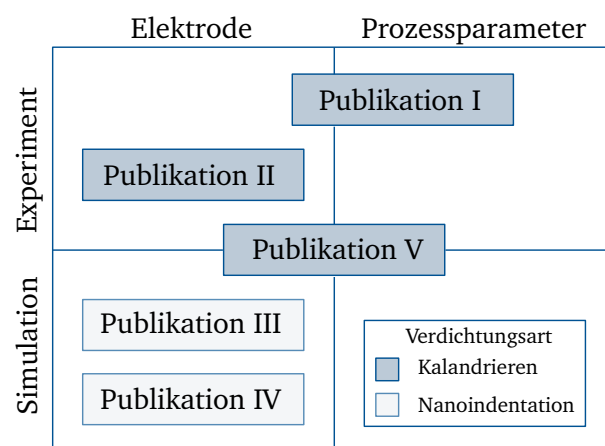 Elektrode
Prozessparameter
Experiment
Publikation I
Publikation II
Publikation V
Simulation
Publikation III
Publikation IV
Verdichtungsart
Kalandrieren
Nanoindentation